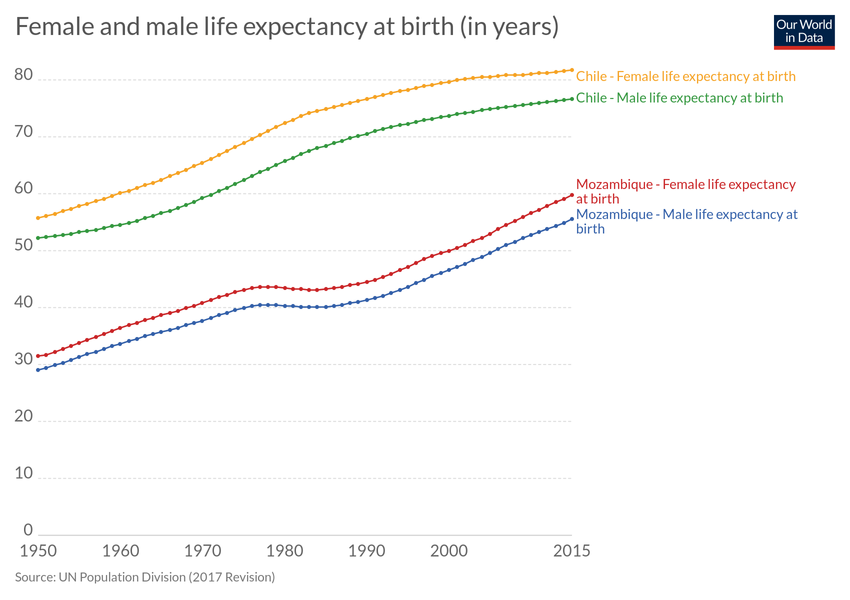 Female and male life expectancy at birth (in years)
Our World
in Data
80
Chile - Female life expectancy at birth
Chile - Male life expectancy at birth
70
60
Mozambique - Female life expectancy
at birth
Mozambique - Male life expectancy at
birth
50
40
30
20
10
0
1950
1960
1970
1980
1990
2000
2015
Source: UN Population Division (2017 Revision)